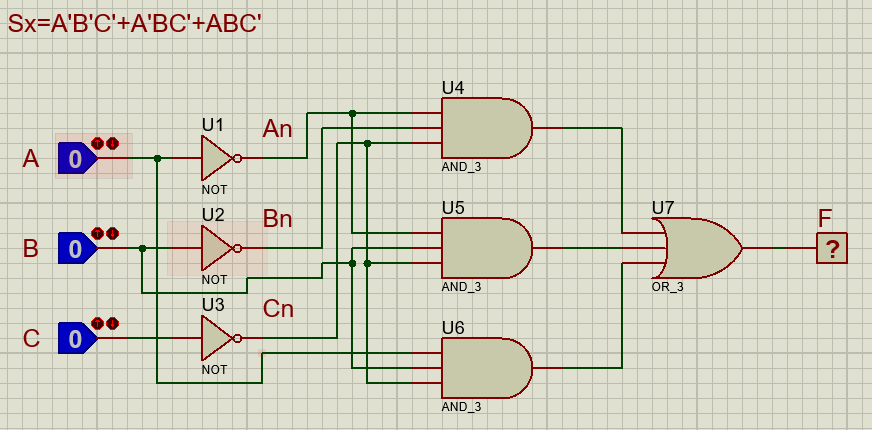 Sx=A'B'C'+A'BC'+ABC'
U4
U1
An
A
0
AND_3
NOT
U2
Bn
U5
U7
F
B
0
?
NOT
AND_3
OR_3
U3
Cn
U6
C
0
NOT
AND_3